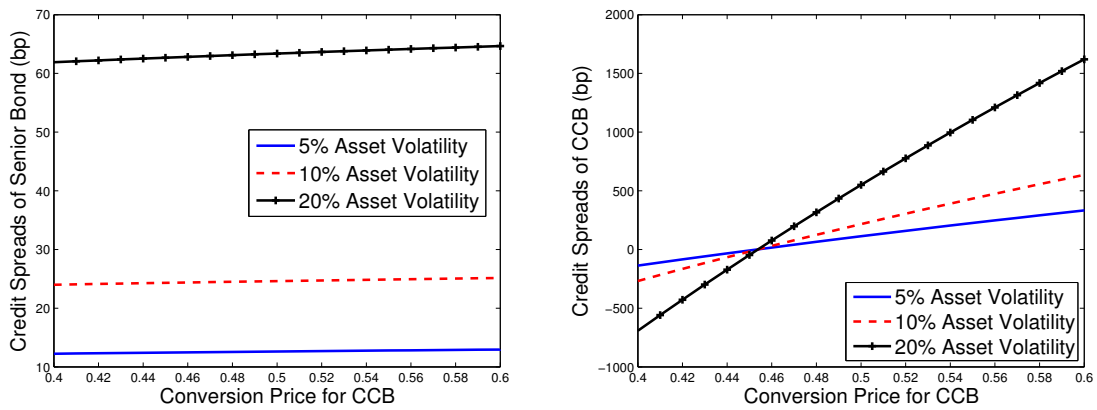 Credit Spreads of Senior Bond (bp)
70
60
50
40
30
20
10
0.4 0.42 0.44 0.46 0.48 0.5 0.52 0.54 0.56 0.58 0.6
Conversion Price for CCB
5% Asset Volatility
10% Asset Volatility
20% Asset Volatility
Credit Spreads of CCB (bp)
2000
1500
1000
500
0
−500
−1000
0.4 0.42 0.44 0.46 0.48 0.5 0.52 0.54 0.56 0.58 0.6
Conversion Price for CCB
5% Asset Volatility
10% Asset Volatility
20% Asset Volatility